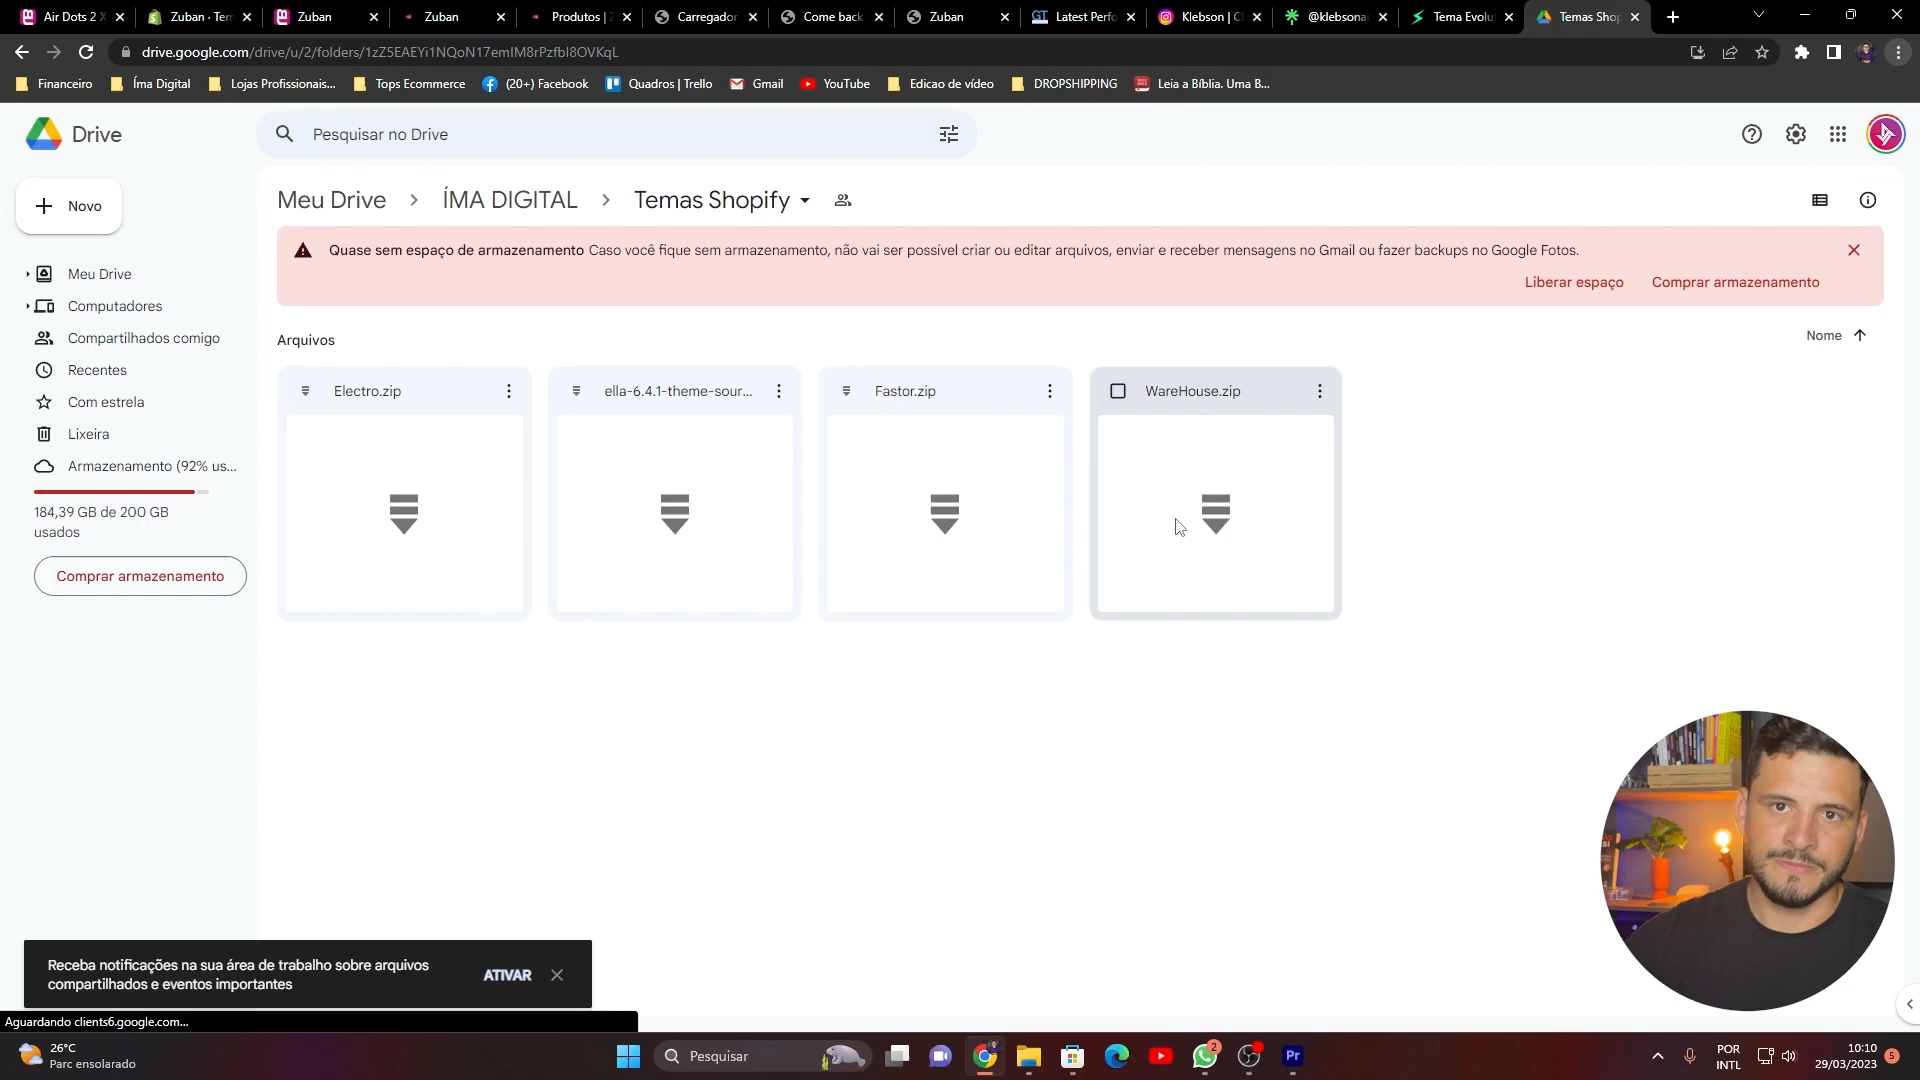 Air Dots 2 X
Zuban · Tem
Zuban
Zuban
Produtos | Z
Carregador
Come back
Zuban
Latest Perfo
Klebson | C
@klebsona
Tema Evolu
Temas Shop
drive.google.com/drive/u/2/folders/1zZ5EAEYi1NQoN17emIM8rPzfbI8OVKqL
Financeiro
Íma Digital
Lojas Profissionais...
Tops Ecommerce
(20+) Facebook
Quadros | Trello
Gmail
YouTube
Edicao de vídeo
DROPSHIPPING
Leia a Bíblia. Uma B...
Drive
Pesquisar no Drive
Novo
Meu Drive
ÍMA DIGITAL
Temas Shopify
Quase sem espaço de armazenamento Caso você fique sem armazenamento, não vai ser possível criar ou editar arquivos, enviar e receber mensagens no Gmail ou fazer backups no Google Fotos.
Liberar espaço
Comprar armazenamento
Meu Drive
Computadores
Compartilhados comigo
Recentes
Com estrela
Lixeira
Armazenamento (92% us...
184,39 GB de 200 GB
usados
Comprar armazenamento
Arquivos
Nome
Electro.zip
ella-6.4.1-theme-sour...
Fastor.zip
WareHouse.zip
Receba notificações na sua área de trabalho sobre arquivos
compartilhados e eventos importantes
ATIVAR
Aguardando clients6.google.com...
26°C
Parc ensolarado
Pesquisar
2
Pr
POR
INTL
10:10
29/03/2023
5